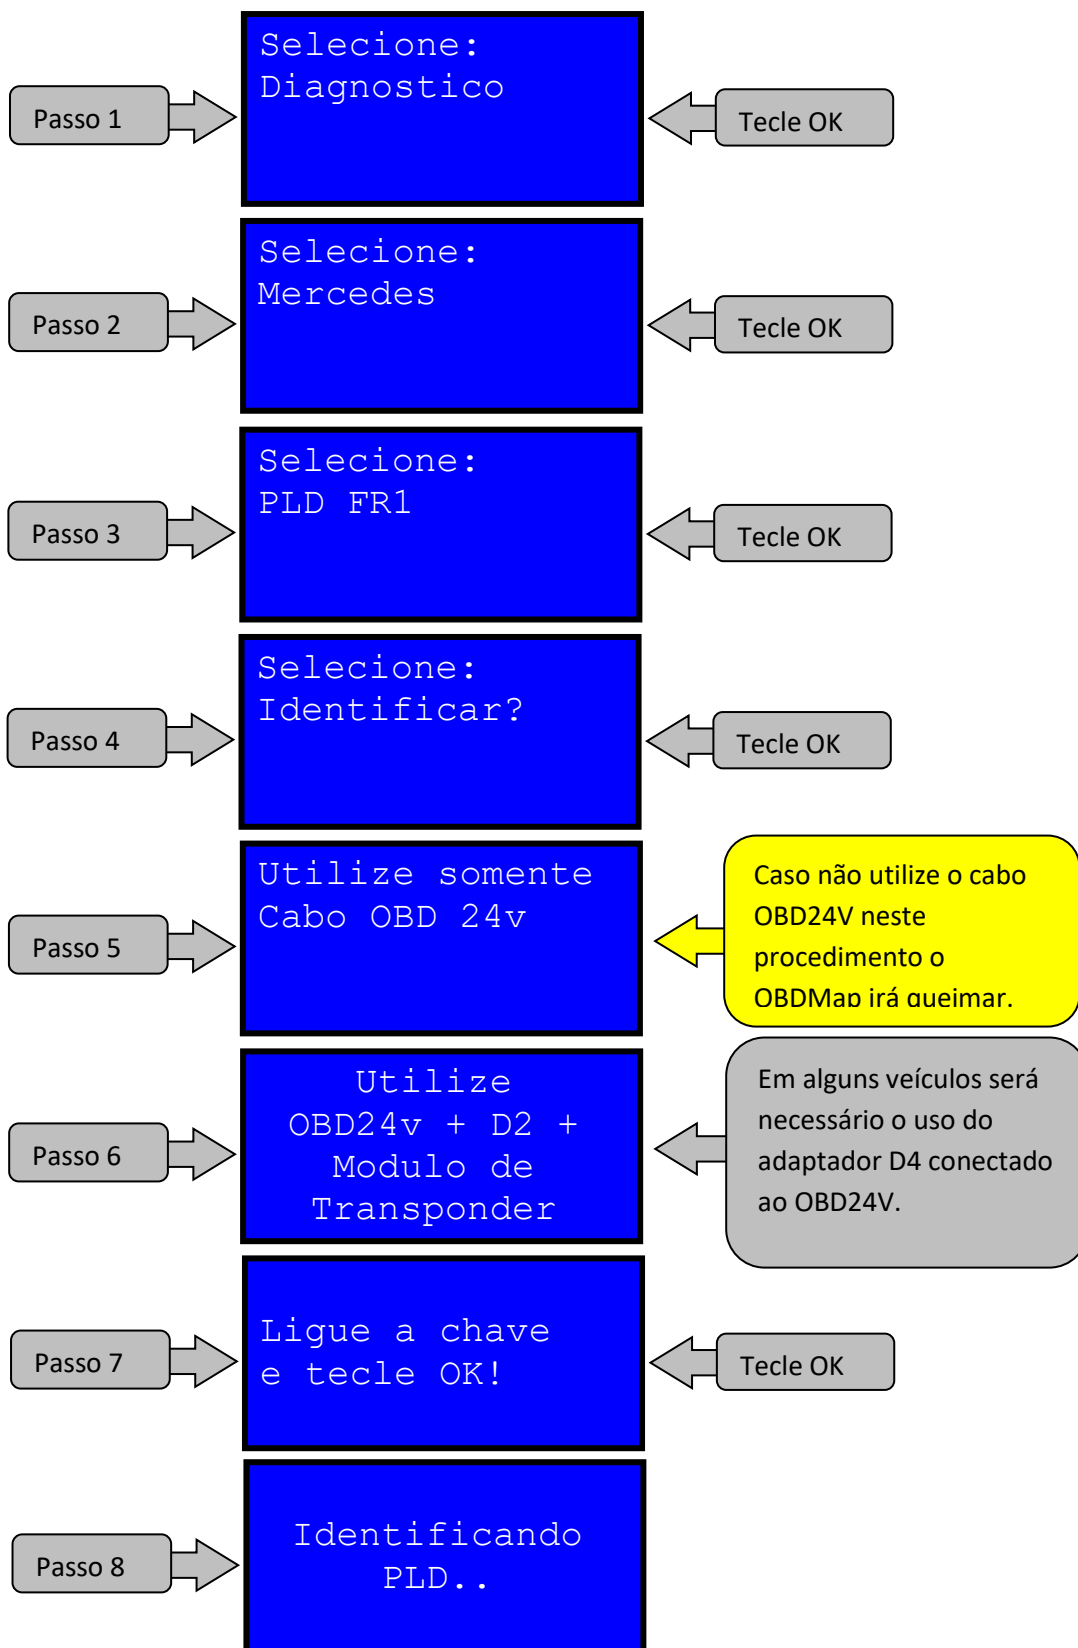 Selecione:
Diagnostico
Passo 1
Tecle OK
Selecione:
Mercedes
Passo 2
Tecle OK
Selecione:
PLD FR1
Passo 3
Tecle OK
Selecione:
Identificar?
Passo 4
Tecle OK
Utilize somente
Cabo OBD 24v
Passo 5
Caso não utilize o cabo
OBD24V neste
procedimento o
OBDMap irá queimar.
Utilize
OBD24v + D2 +
Modulo de
Transponder
Passo 6
Em alguns veículos será
necessário o uso do
adaptador D4 conectado
ao OBD24V.
Ligue a chave
e tecle OK!
Passo 7
Tecle OK
Identificando
PLD..
Passo 8